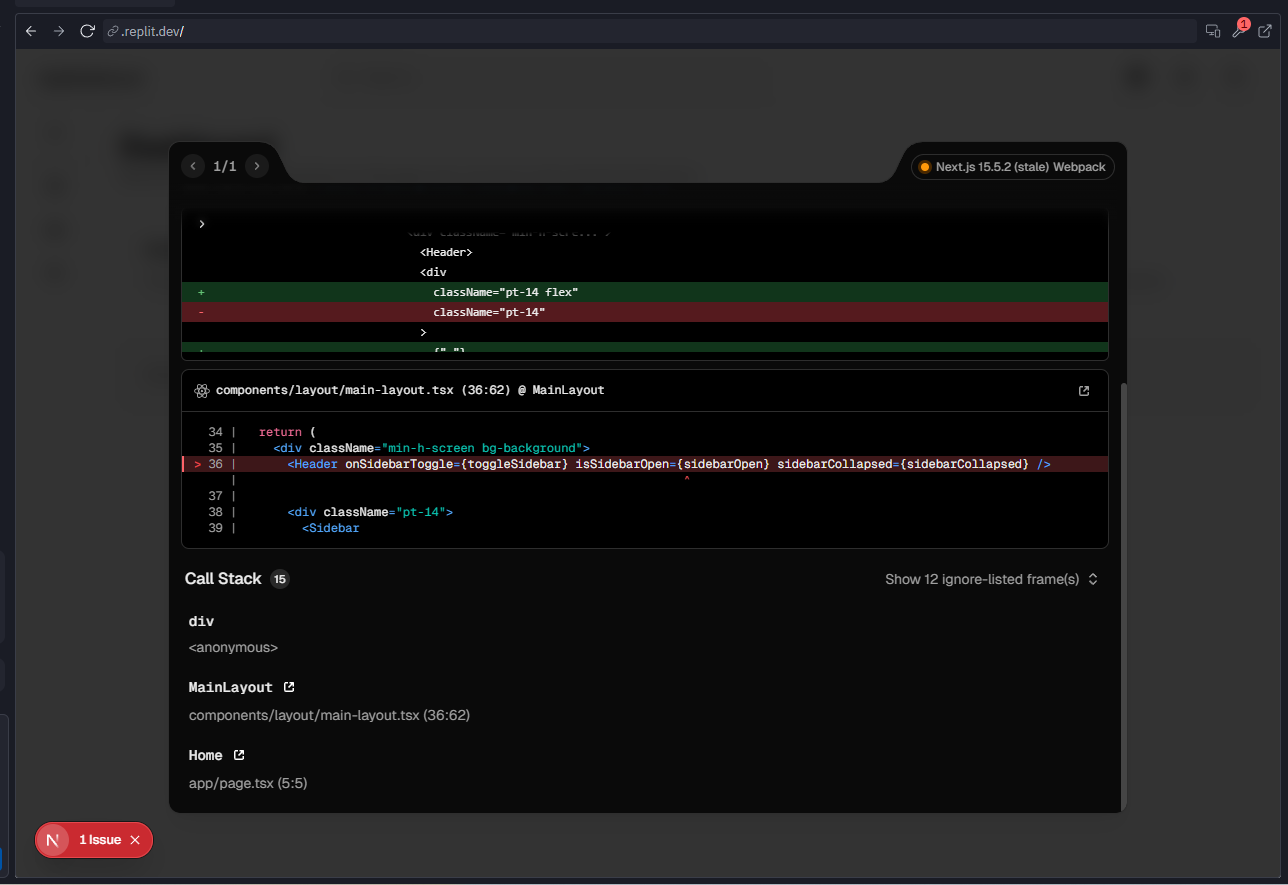 .replit.dev/
1
1/1
Next.js 15.5.2 (stale) Webpack
<Header>
<div
+ className="pt-14 flex"
- className="pt-14"
>
+ {" "}
components/layout/main-layout.tsx (36:62) @ MainLayout
34 | return (
35 | <div className="min-h-screen bg-background">
> 36 | <Header onSidebarToggle={toggleSidebar} isSidebarOpen={sidebarOpen} sidebarCollapsed={sidebarCollapsed} />
| ^
37 |
38 | <div className="pt-14">
39 | <Sidebar
Call Stack 15
Show 12 ignore-listed frame(s)
div
<anonymous>
MainLayout
components/layout/main-layout.tsx (36:62)
Home
app/page.tsx (5:5)
N 1 Issue